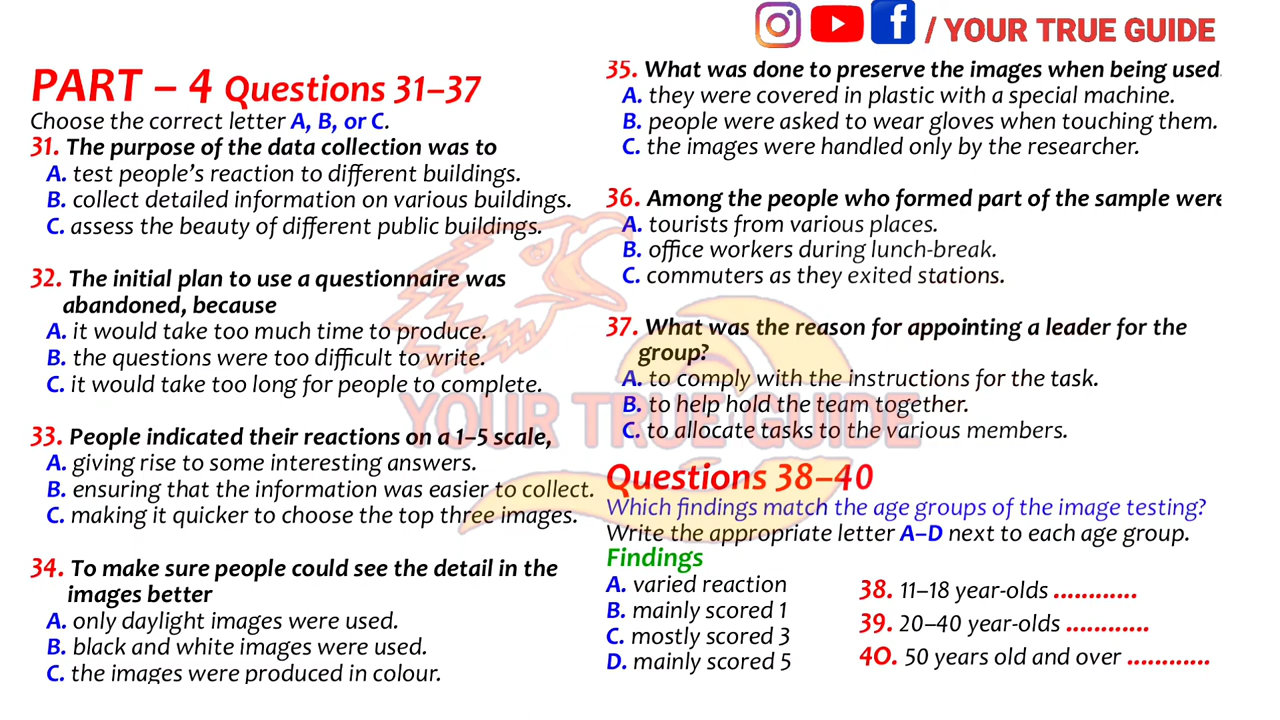 / YOUR TRUE GUIDE
PART – 4 Questions 31–37
Choose the correct letter A, B, or C.
31. The purpose of the data collection was to
A. test people's reaction to different buildings.
B. collect detailed information on various buildings.
C. assess the beauty of different public buildings.
32. The initial plan to use a questionnaire was
abandoned, because
A. it would take too much time to produce.
B. the questions were too difficult to write.
C. it would take too long for people to complete.
33. People indicated their reactions on a 1–5 scale,
A. giving rise to some interesting answers.
B. ensuring that the information was easier to collect.
C. making it quicker to choose the top three images.
34. To make sure people could see the detail in the
images better
A. only daylight images were used.
B. black and white images were used.
C. the images were produced in colour.
35. What was done to preserve the images when being used
A. they were covered in plastic with a special machine.
B. people were asked to wear gloves when touching them.
C. the images were handled only by the researcher.
36. Among the people who formed part of the sample were
A. tourists from various places.
B. office workers during lunch-break.
C. commuters as they exited stations.
37. What was the reason for appointing a leader for the
group?
A. to comply with the instructions for the task.
B. to help hold the team together.
C. to allocate tasks to the various members.
Questions 38–40
Which findings match the age groups of the image testing?
Write the appropriate letter A–D next to each age group.
Findings
A. varied reaction
B. mainly scored 1
C. mostly scored 3
D. mainly scored 5
38. 11–18 year-olds ............
39. 20–40 year-olds ............
40. 50 years old and over ............
YOUR TRUE GUIDE